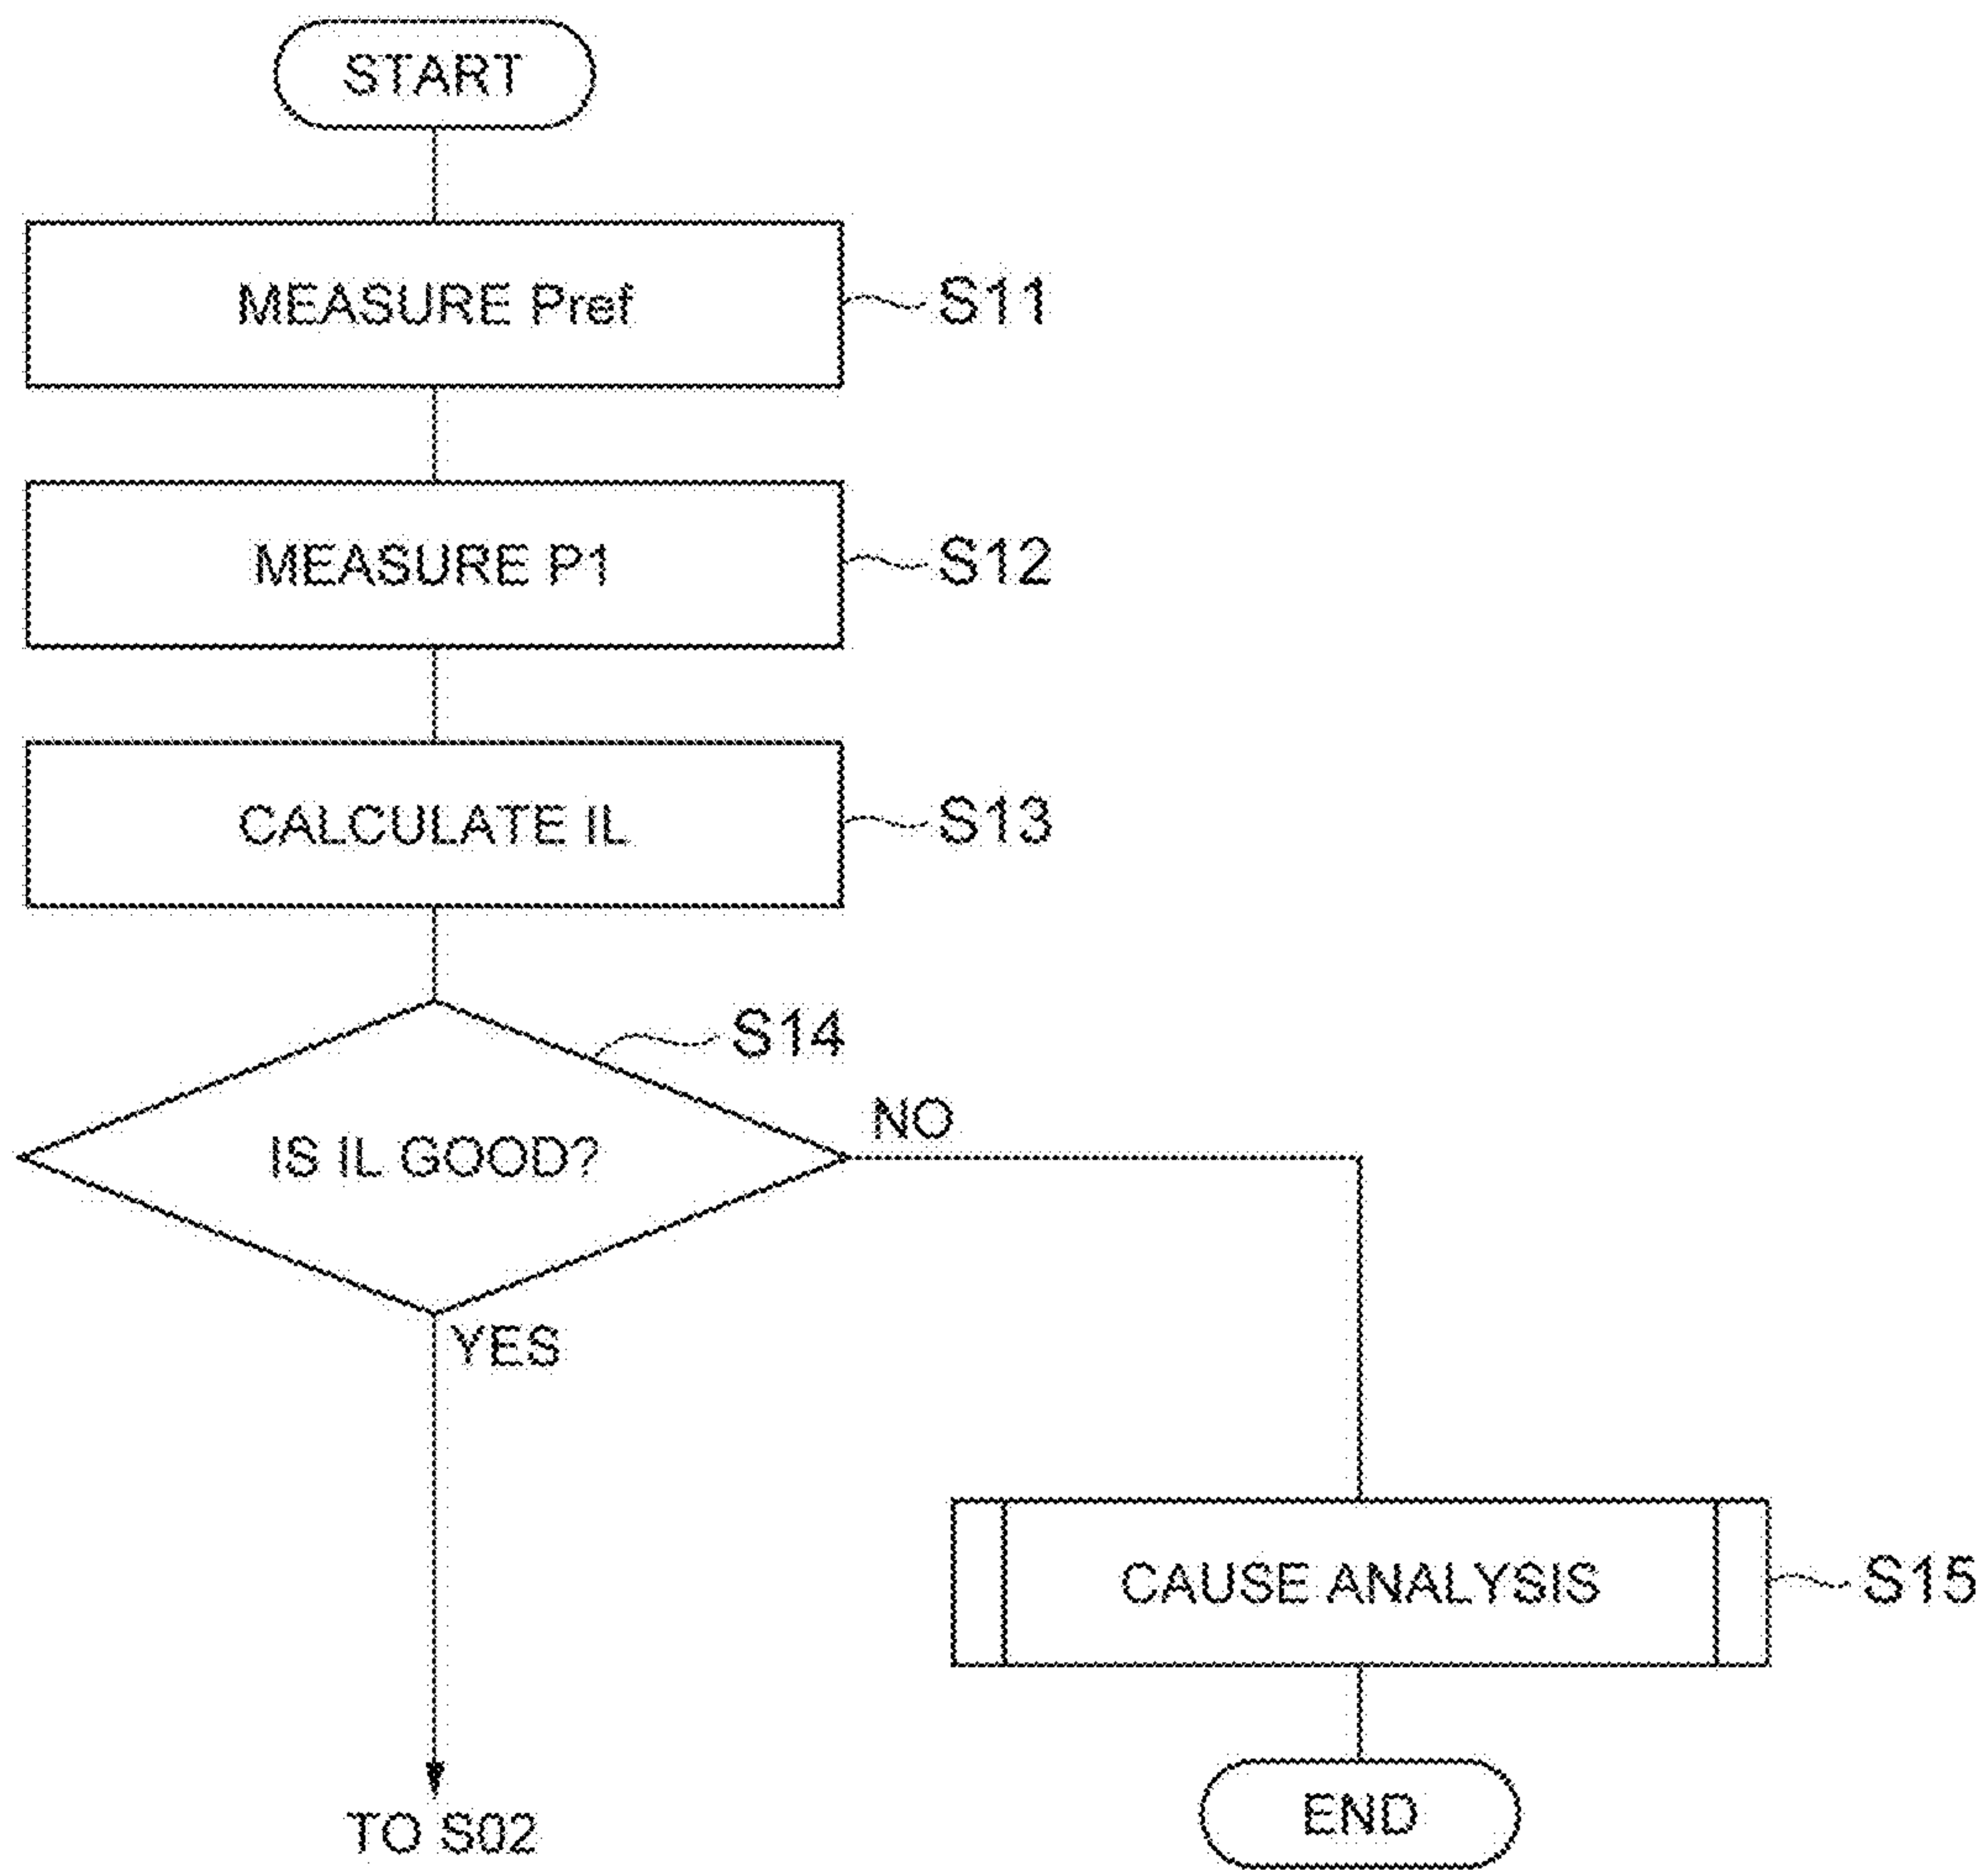 START
MEASURE Pref
S11
MEASURE P1
S12
CALCULATE IL
S13
S14
IS IL GOOD?
NO
YES
CAUSE ANALYSIS
S15
TO S02
END